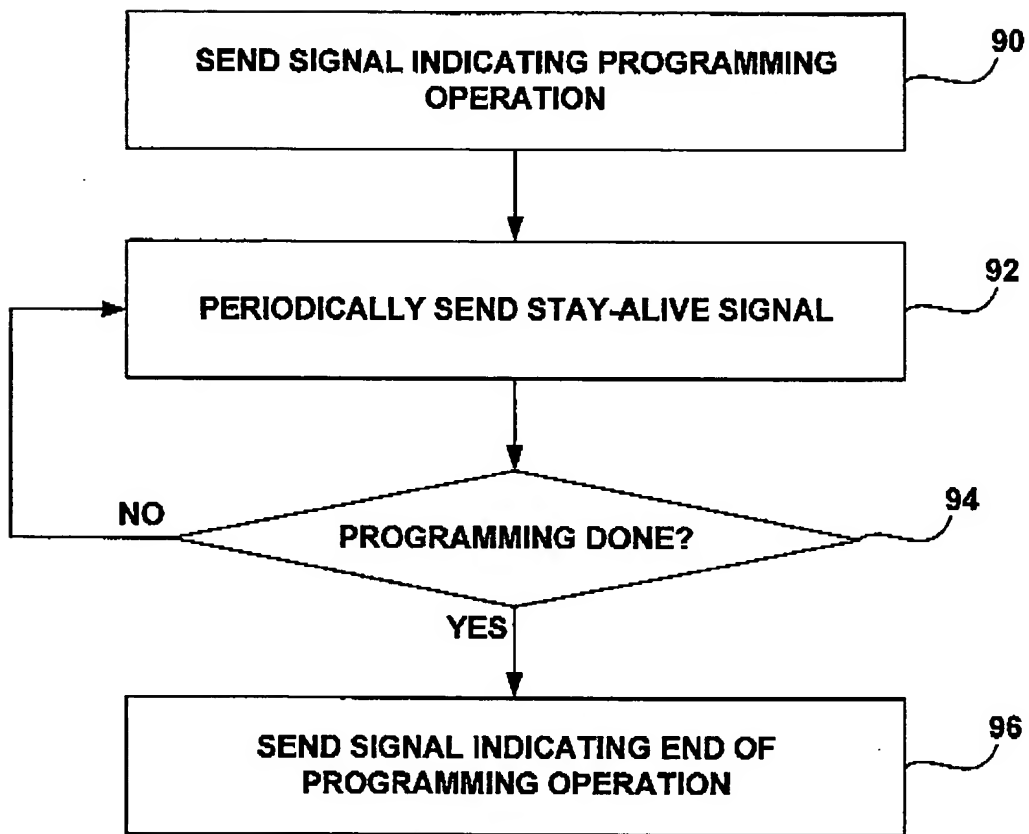 SEND SIGNAL INDICATING PROGRAMMING
OPERATION
90
PERIODICALLY SEND STAY-ALIVE SIGNAL
92
PROGRAMMING DONE?
94
NO
YES
SEND SIGNAL INDICATING END OF
PROGRAMMING OPERATION
96